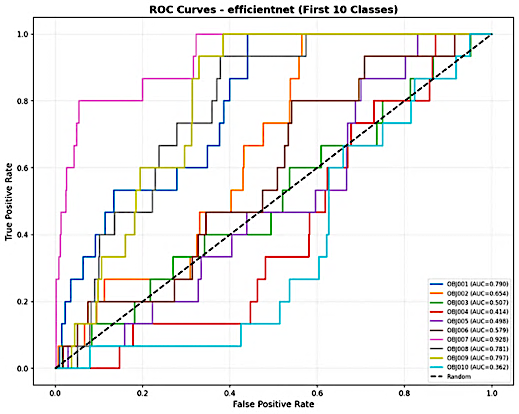 ROC Curves - efficientnet (First 10 Classes)
1.0
0.8
0.6
0.4
0.2
0.0
True Positive Rate
0.0 0.2 0.4 0.6 0.8 1.0
False Positive Rate
OBJ001 (AUC=0.790)
OBJ002 (AUC=0.654)
OBJ003 (AUC=0.507)
OBJ004 (AUC=0.414)
OBJ005 (AUC=0.498)
OBJ006 (AUC=0.579)
OBJ007 (AUC=0.928)
OBJ008 (AUC=0.781)
OBJ009 (AUC=0.797)
OBJ010 (AUC=0.362)
Random